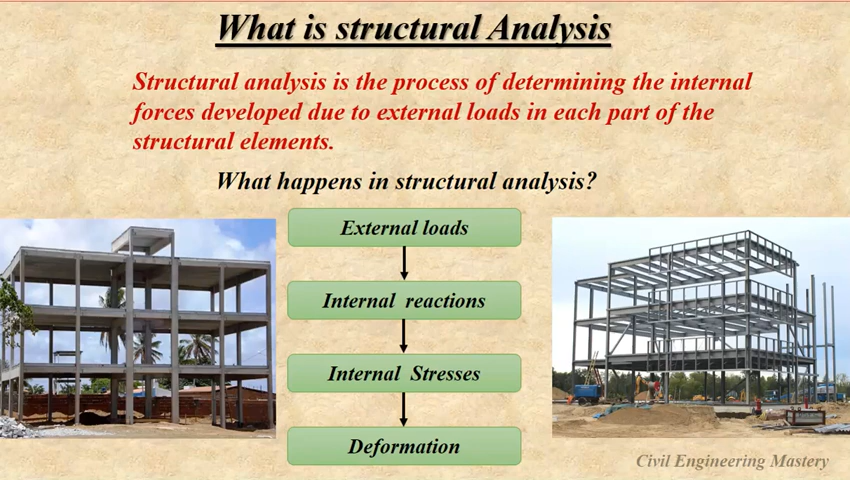 What is structural Analysis
Structural analysis is the process of determining the internal
forces developed due to external loads in each part of the
structural elements.
What happens in structural analysis?
External loads
Internal reactions
Internal Stresses
Deformation
Civil Engineering Mastery